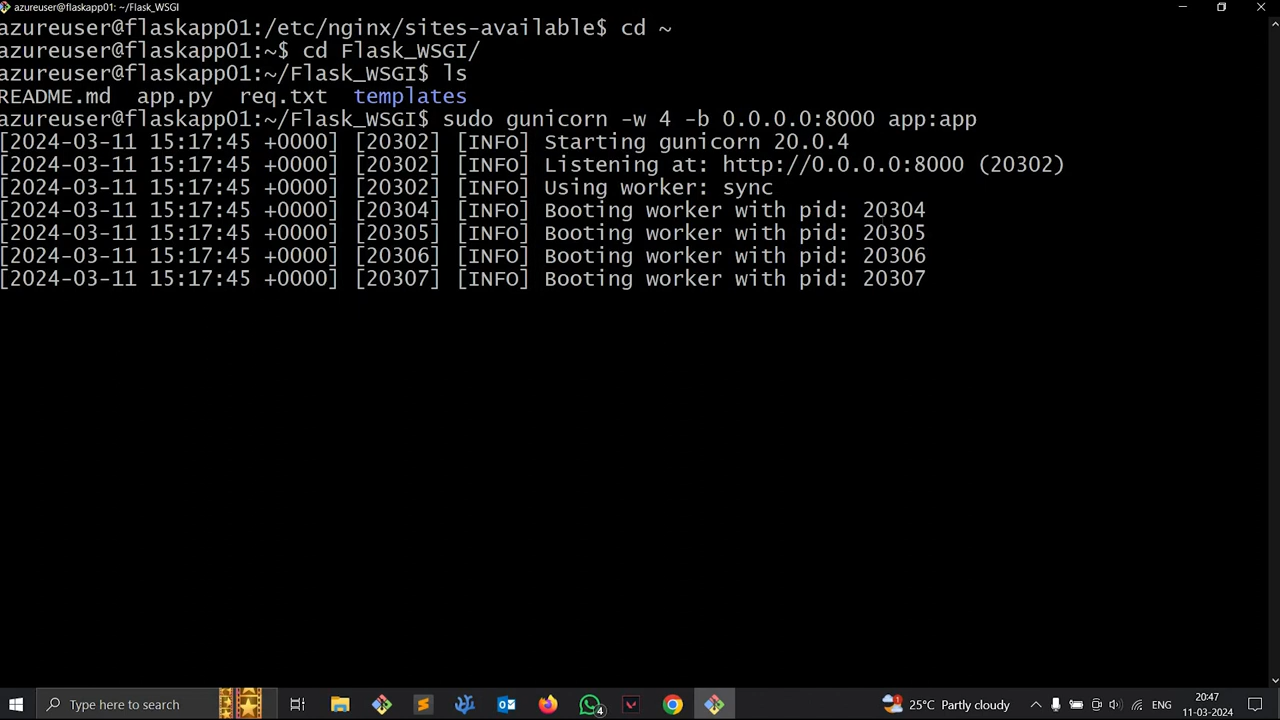 azureuser@flaskapp01: ~/Flask_WSGI
azureuser@flaskapp01:/etc/nginx/sites-available$ cd ~
azureuser@flaskapp01:~$ cd Flask_WSGI/
azureuser@flaskapp01:~/Flask_WSGI$ ls
README.md  app.py  req.txt  templates
azureuser@flaskapp01:~/Flask_WSGI$ sudo gunicorn -w 4 -b 0.0.0.0:8000 app:app
[2024-03-11 15:17:45 +0000] [20302] [INFO] Starting gunicorn 20.0.4
[2024-03-11 15:17:45 +0000] [20302] [INFO] Listening at: http://0.0.0.0:8000 (20302)
[2024-03-11 15:17:45 +0000] [20302] [INFO] Using worker: sync
[2024-03-11 15:17:45 +0000] [20304] [INFO] Booting worker with pid: 20304
[2024-03-11 15:17:45 +0000] [20305] [INFO] Booting worker with pid: 20305
[2024-03-11 15:17:45 +0000] [20306] [INFO] Booting worker with pid: 20306
[2024-03-11 15:17:45 +0000] [20307] [INFO] Booting worker with pid: 20307
Type here to search
4
1
25°C Partly cloudy
ENG
20:47
11-03-2024